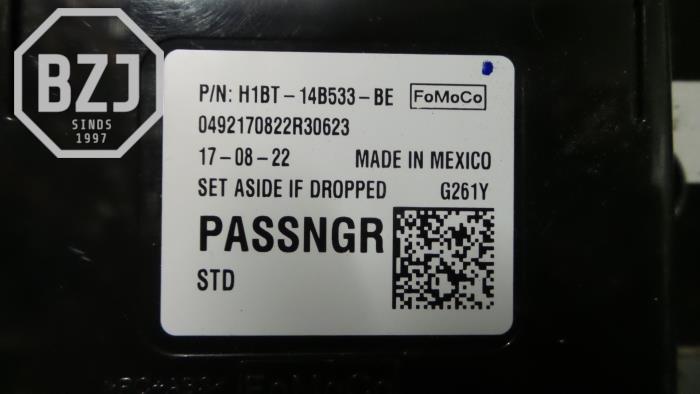 BZJ
SINDS
1997
P/N: H1BT-14B533-BE FoMoCo
0492170822R30623
17-08-22 MADE IN MEXICO
SET ASIDE IF DROPPED G261Y
PASSNGR
STD
FoMoCo